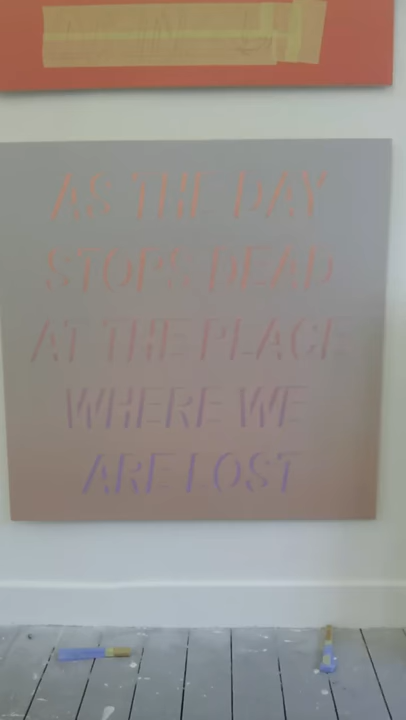 AS THE DAY
STOPS DEAD
AT THE PLACE
WHERE WE
ARE LOST